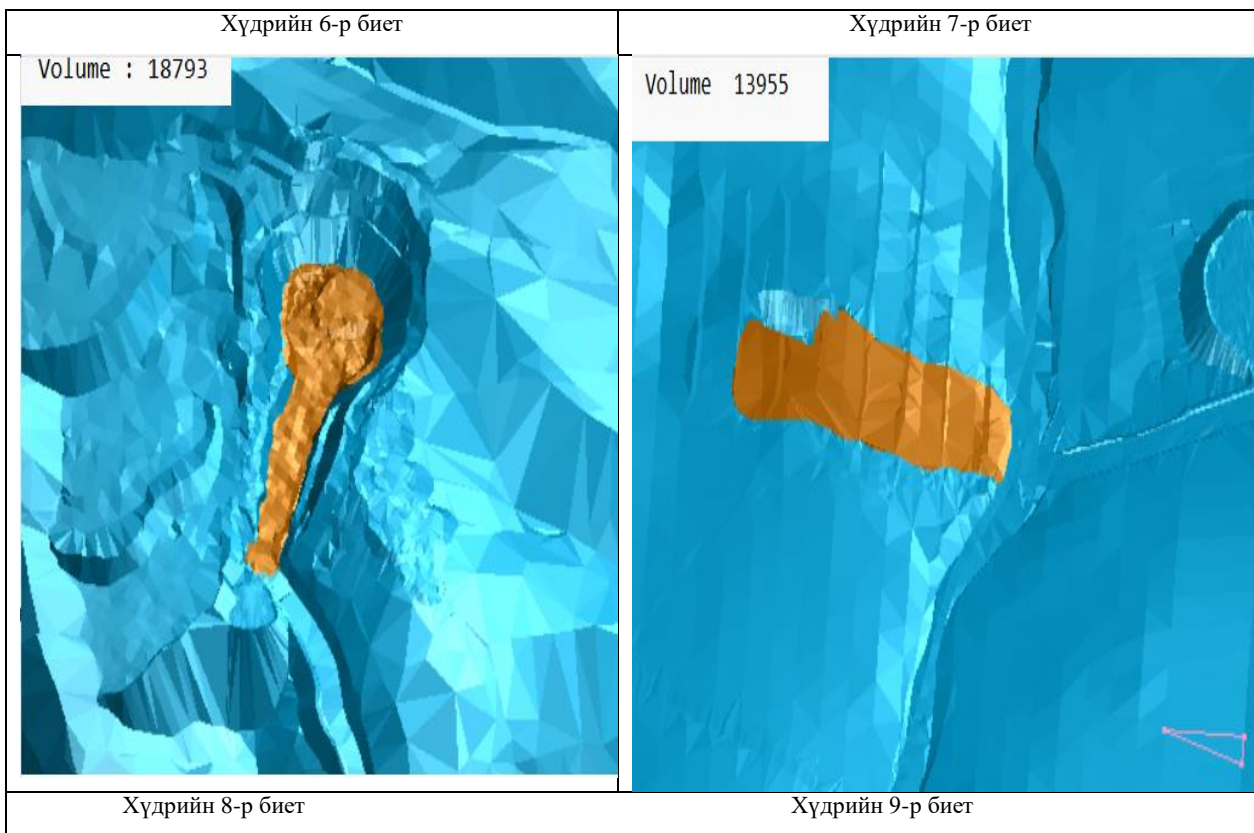 Хүдрийн 6-р биет
Хүдрийн 7-р биет
Volume : 18793
Volume 13955
Хүдрийн 8-р биет
Хүдрийн 9-р биет